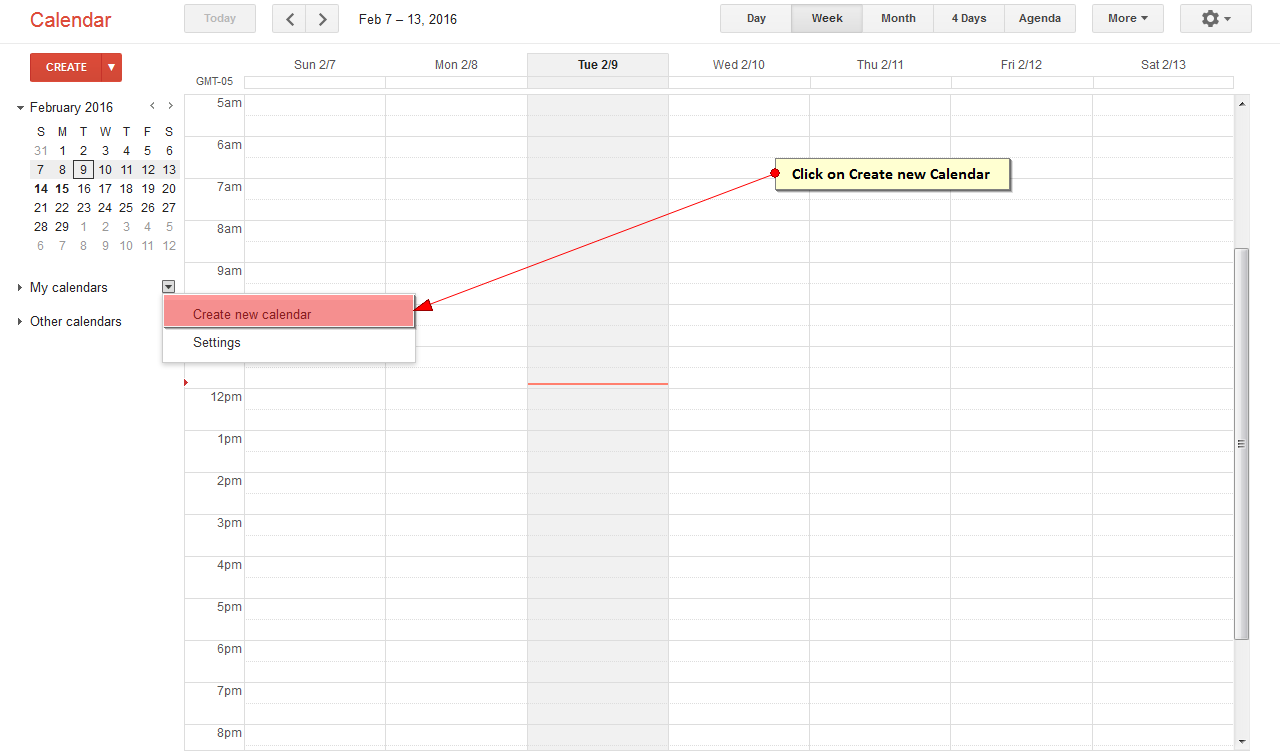 Calendar
Today
Feb 7 – 13, 2016
Day Week Month 4 Days Agenda More
CREATE
GMT-05
Sun 2/7 Mon 2/8 Tue 2/9 Wed 2/10 Thu 2/11 Fri 2/12 Sat 2/13
February 2016
S M T W T F S
31 1 2 3 4 5 6
7 8 9 10 11 12 13
14 15 16 17 18 19 20
21 22 23 24 25 26 27
28 29 1 2 3 4 5
6 7 8 9 10 11 12
My calendars
Create new calendar
Settings
Other calendars
5am
6am
7am
8am
9am
12pm
1pm
2pm
3pm
4pm
5pm
6pm
7pm
8pm
Click on Create new Calendar